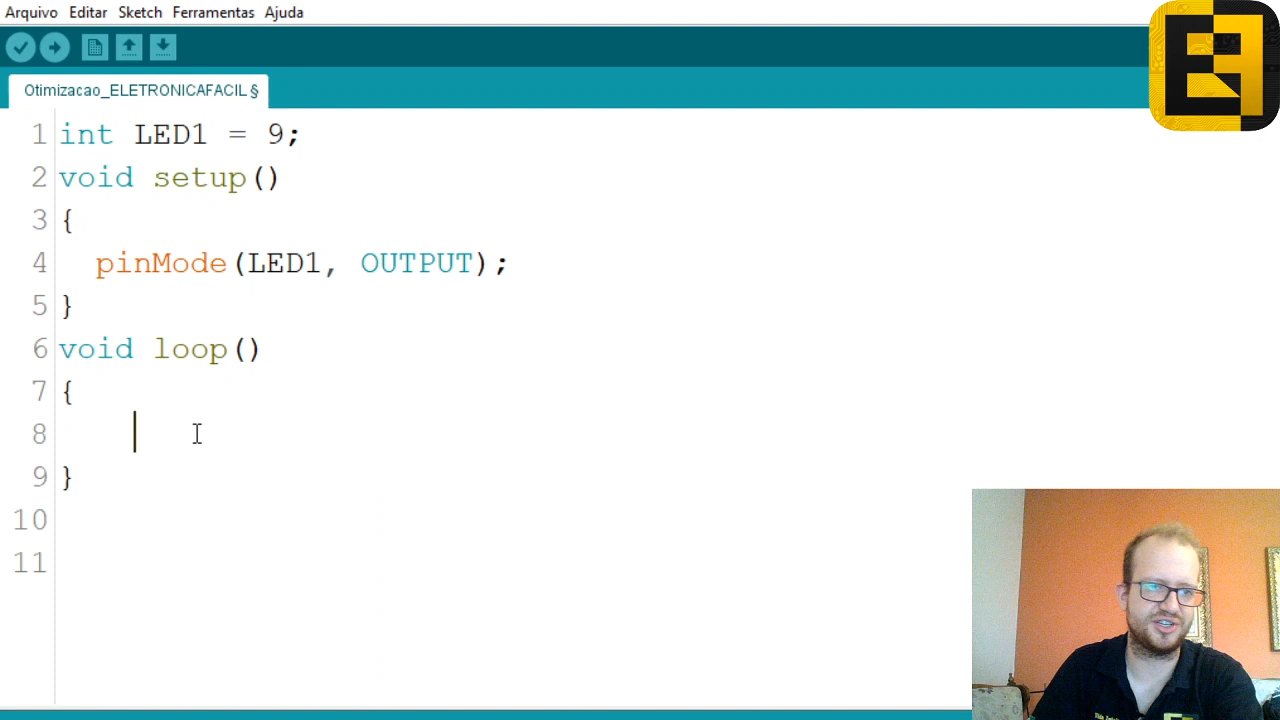 Arquivo Editar Sketch Ferramentas Ajuda
EF
Otimizacao_ELETRONICAFACIL §
1 int LED1 = 9;
2 void setup()
3 {
4 pinMode(LED1, OUTPUT);
5 }
6 void loop()
7 {
8
9 }
10
11